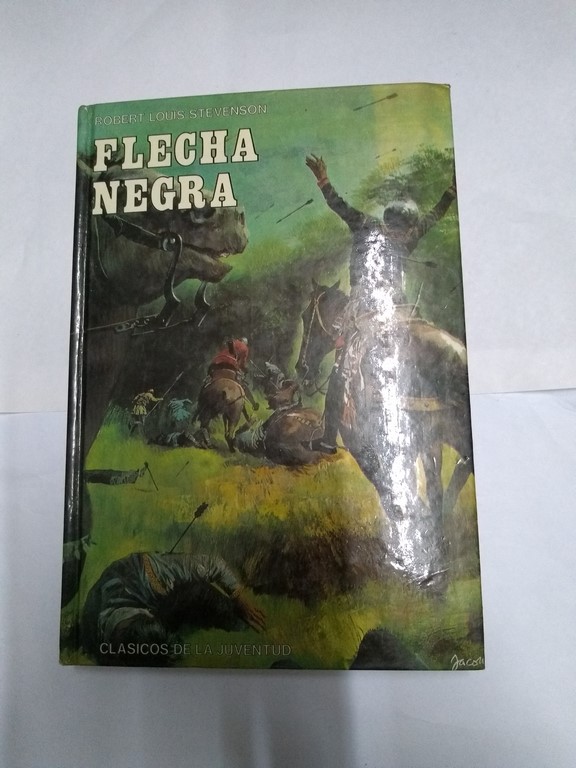 ROBERT LOUIS STEVENSON
FLECHA
NEGRA
CLASICOS DE LA JUVENTUD